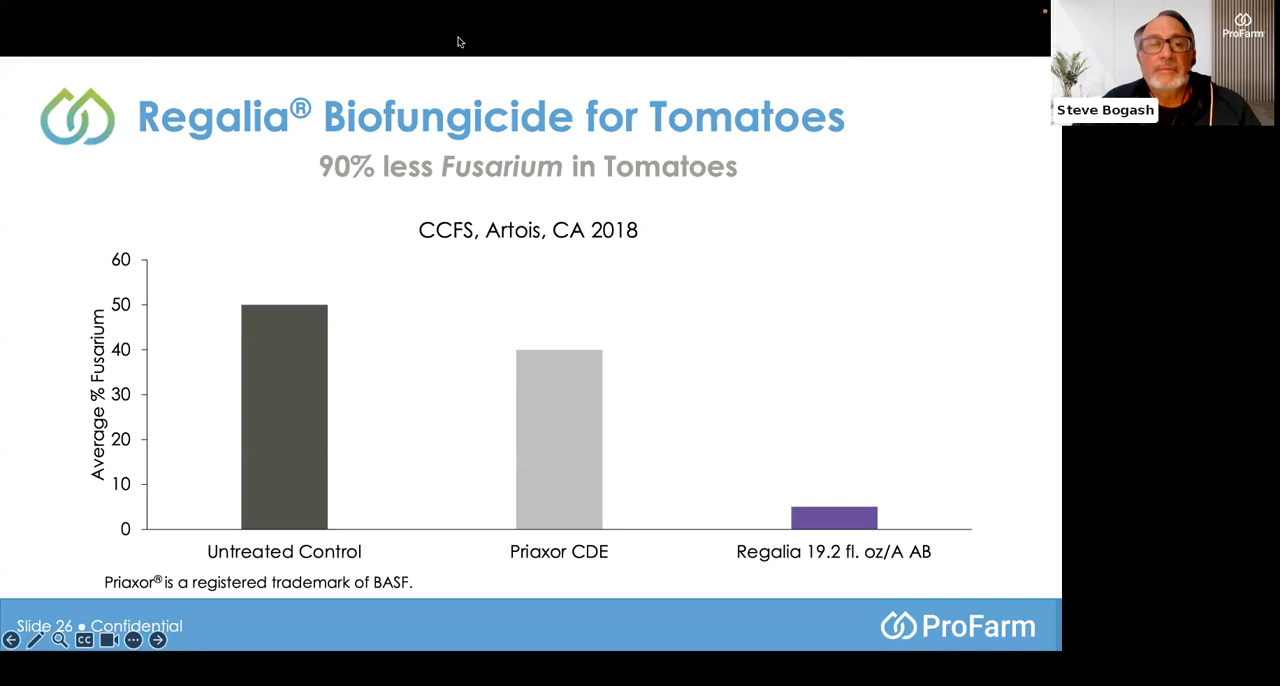 ProFarm
Steve Bogash
Regalia® Biofungicide for Tomatoes
90% less Fusarium in Tomatoes
CCFS, Artois, CA 2018
Average % Fusarium
60
50
40
30
20
10
0
Untreated Control
Priaxor CDE
Regalia 19.2 fl. oz/A AB
Priaxor® is a registered trademark of BASF.
Slide 26 ● Confidential
CC
ProFarm